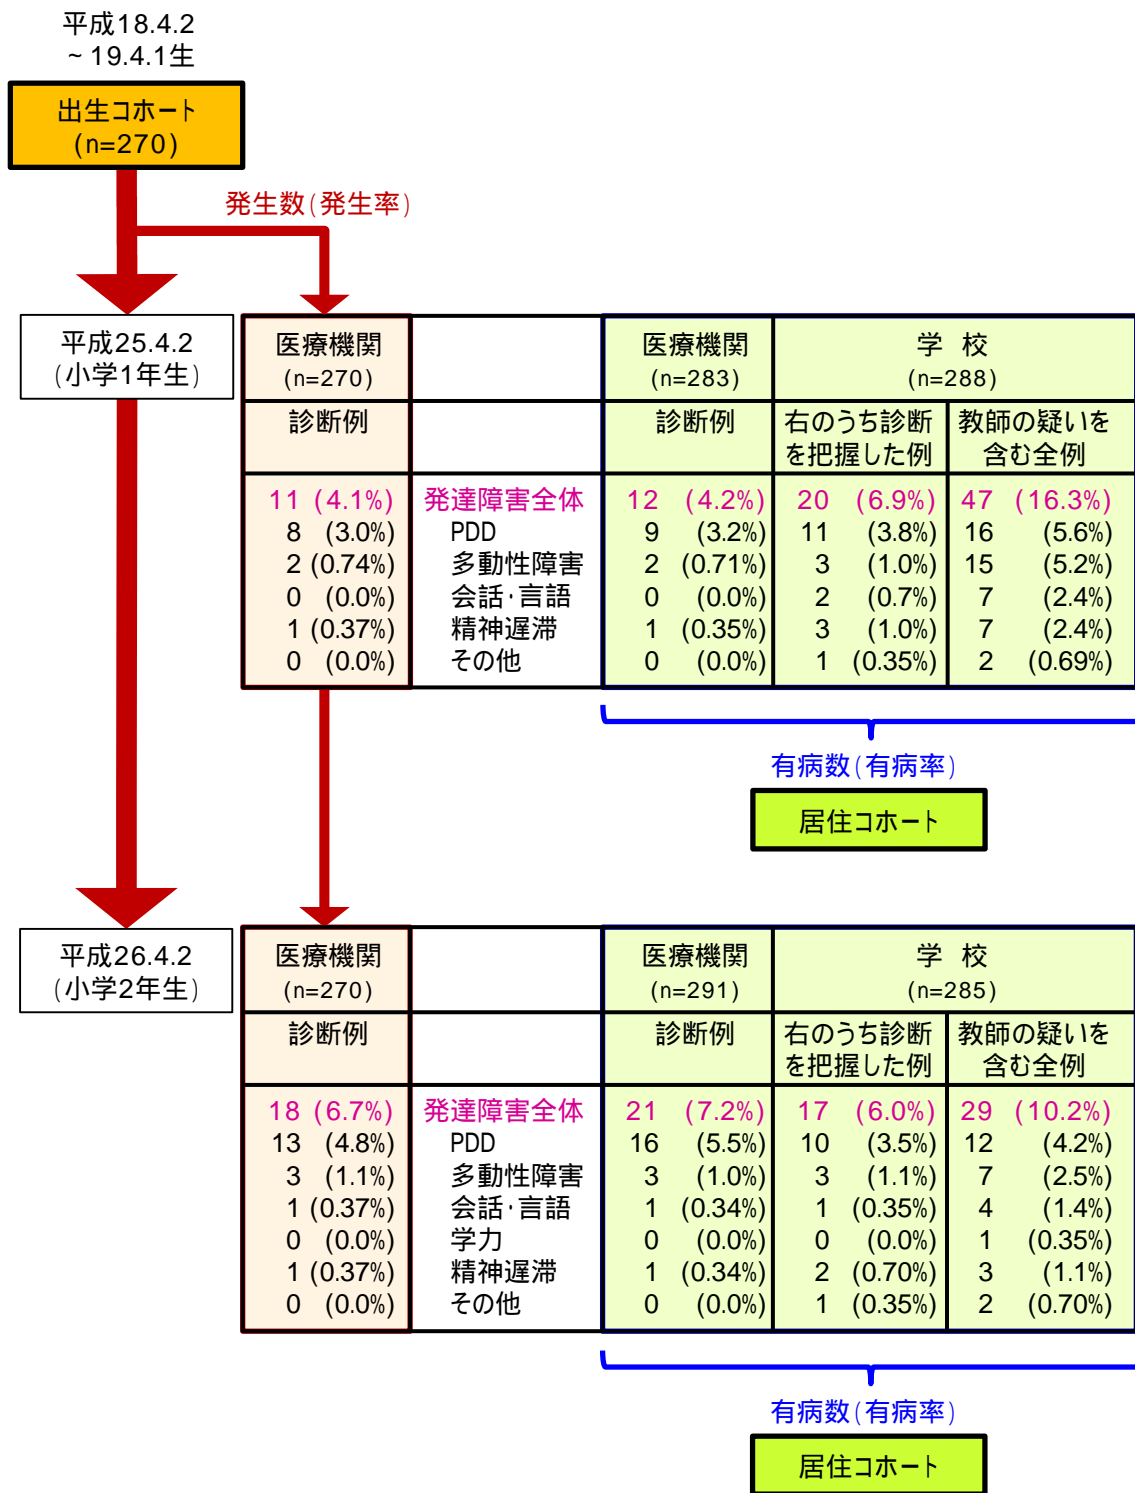 平成18.4.2
~ 19.4.1生
出生コホート
(n=270)
発生数(発生率)
平成25.4.2
(小学1年生)
医療機関 医療機関 学 校
(n=270) (n=283) (n=288)
診断例 診断例 右のうち診断 教師の疑いを
を把握した例 含む全例
11 (4.1%) 発達障害全体 12 (4.2%) 20 (6.9%) 47 (16.3%)
8 (3.0%) PDD 9 (3.2%) 11 (3.8%) 16 (5.6%)
2 (0.74%) 多動性障害 2 (0.71%) 3 (1.0%) 15 (5.2%)
0 (0.0%) 会話・言語 0 (0.0%) 2 (0.7%) 7 (2.4%)
1 (0.37%) 精神遅滞 1 (0.35%) 3 (1.0%) 7 (2.4%)
0 (0.0%) その他 0 (0.0%) 1 (0.35%) 2 (0.69%)
有病数(有病率)
居住コホート
平成26.4.2
(小学2年生)
医療機関 医療機関 学 校
(n=270) (n=291) (n=285)
診断例 診断例 右のうち診断 教師の疑いを
を把握した例 含む全例
18 (6.7%) 発達障害全体 21 (7.2%) 17 (6.0%) 29 (10.2%)
13 (4.8%) PDD 16 (5.5%) 10 (3.5%) 12 (4.2%)
3 (1.1%) 多動性障害 3 (1.0%) 3 (1.1%) 7 (2.5%)
1 (0.37%) 会話・言語 1 (0.34%) 1 (0.35%) 4 (1.4%)
0 (0.0%) 学力 0 (0.0%) 0 (0.0%) 1 (0.35%)
1 (0.37%) 精神遅滞 1 (0.34%) 2 (0.70%) 3 (1.1%)
0 (0.0%) その他 0 (0.0%) 1 (0.35%) 2 (0.70%)
有病数(有病率)
居住コホート